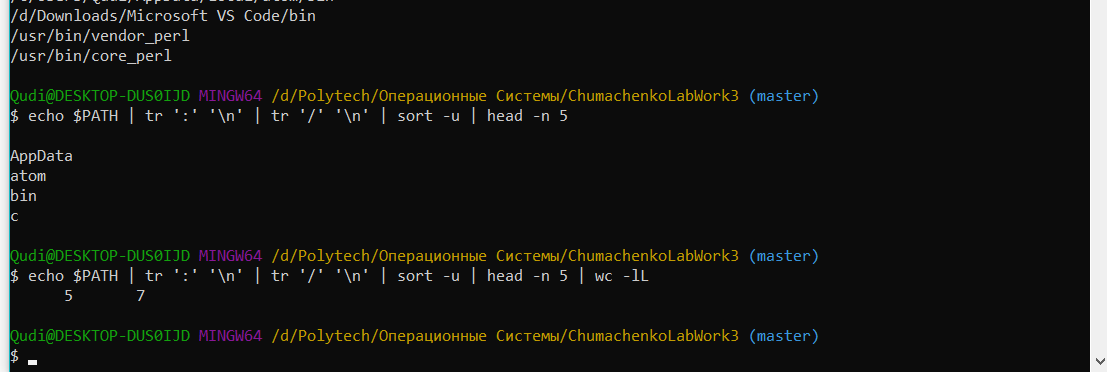 /d/Downloads/Microsoft VS Code/bin
/usr/bin/vendor_perl
/usr/bin/core_perl
Qudi@DESKTOP-DUS0IJD MINGW64 /d/Polytech/Операционные Системы/ChumachenkoLabWork3 (master)
$ echo $PATH | tr ':' '\n' | tr '/' '\n' | sort -u | head -n 5
AppData
atom
bin
c
Qudi@DESKTOP-DUS0IJD MINGW64 /d/Polytech/Операционные Системы/ChumachenkoLabWork3 (master)
$ echo $PATH | tr ':' '\n' | tr '/' '\n' | sort -u | head -n 5 | wc -lL
      5       7
Qudi@DESKTOP-DUS0IJD MINGW64 /d/Polytech/Операционные Системы/ChumachenkoLabWork3 (master)
$